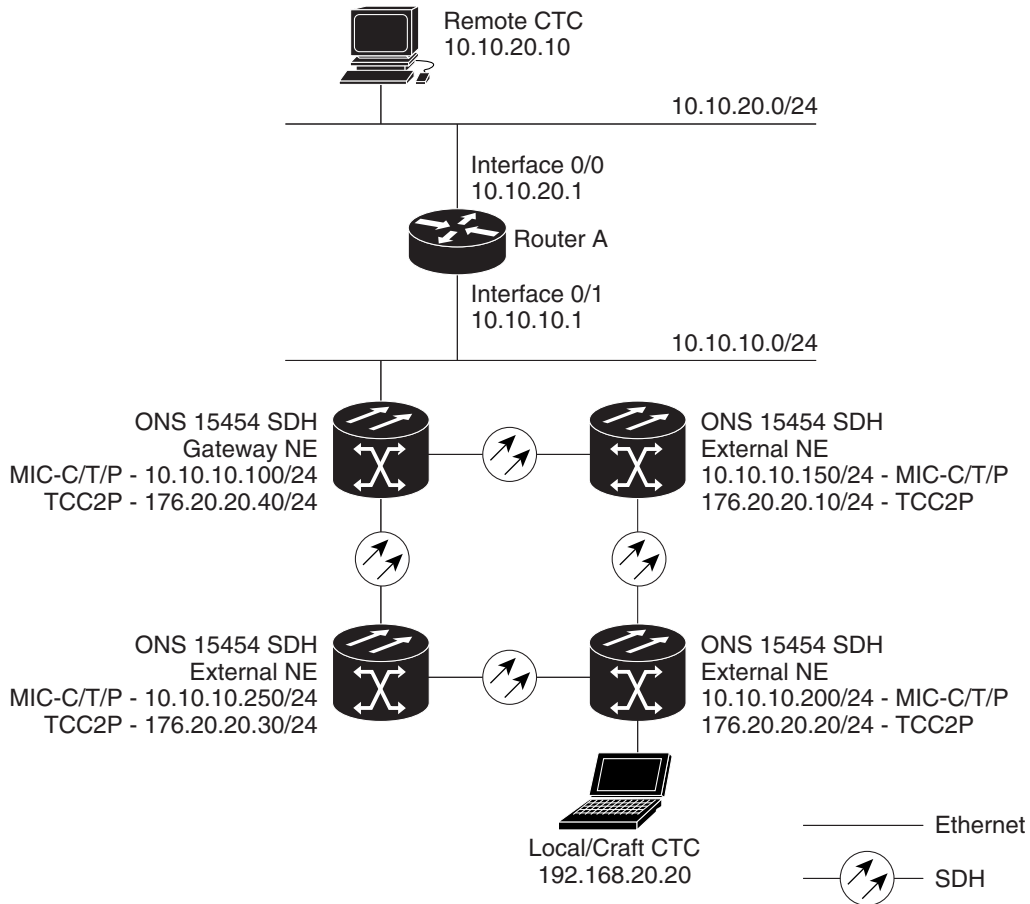 Remote CTC
10.10.20.10
10.10.20.0/24
Interface 0/0
10.10.20.1
Router A
Interface 0/1
10.10.10.1
10.10.10.0/24
ONS 15454 SDH
Gateway NE
MIC-C/T/P - 10.10.10.100/24
TCC2P - 176.20.20.40/24
ONS 15454 SDH
External NE
10.10.10.150/24 - MIC-C/T/P
176.20.20.10/24 - TCC2P
ONS 15454 SDH
External NE
MIC-C/T/P - 10.10.10.250/24
TCC2P - 176.20.20.30/24
ONS 15454 SDH
External NE
10.10.10.200/24 - MIC-C/T/P
176.20.20.20/24 - TCC2P
Local/Craft CTC
192.168.20.20
Ethernet
SDH